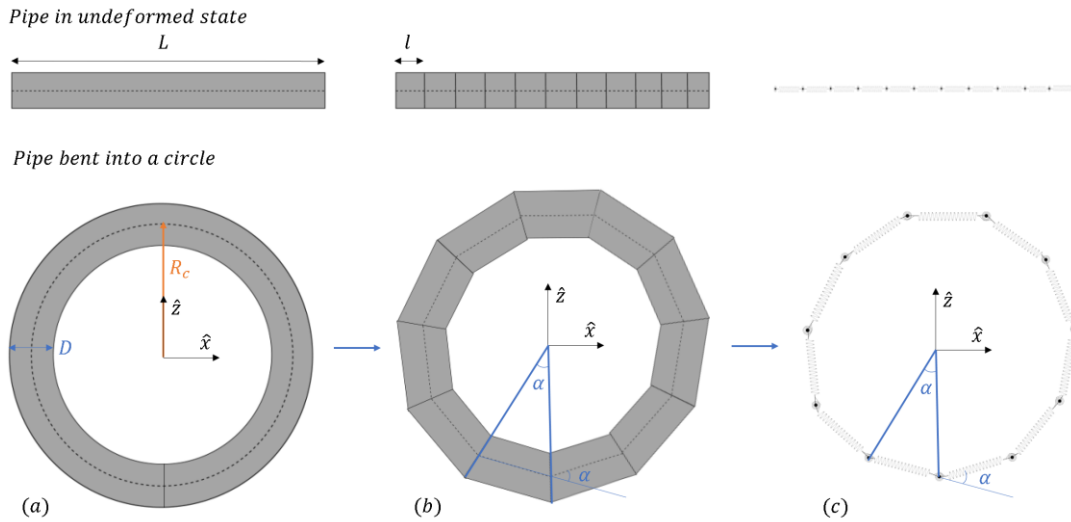 Pipe in undeformed state
L
l
Pipe bent into a circle
R_c
ẑ
x̂
D
(a)
ẑ
x̂
α
α
(b)
ẑ
x̂
α
α
(c)